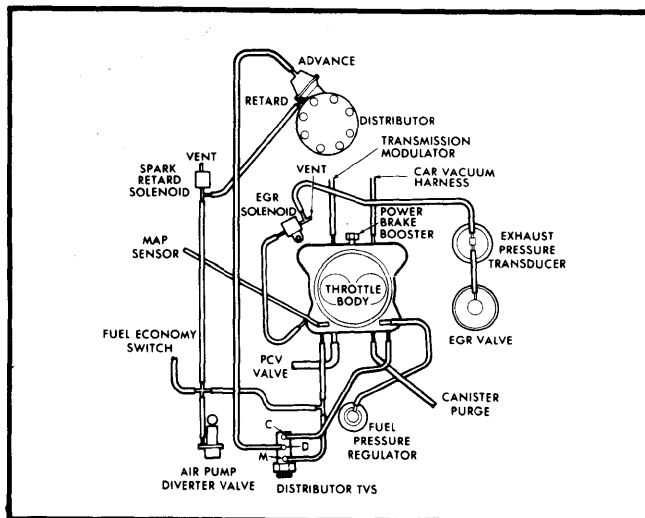 ADVANCE
RETARD
DISTRIBUTOR
TRANSMISSION
MODULATOR
VENT
SPARK
RETARD
SOLENOID
VENT
CAR VACUUM
HARNESS
EGR
SOLENOID
POWER
BRAKE
BOOSTER
MAP
SENSOR
EXHAUST
PRESSURE
TRANSDUCER
THROTTLE
BODY
EGR VALVE
FUEL ECONOMY
SWITCH
PCV
VALVE
CANISTER
PURGE
C
D
M
FUEL
PRESSURE
REGULATOR
AIR PUMP
DIVERTER VALVE
DISTRIBUTOR TVS